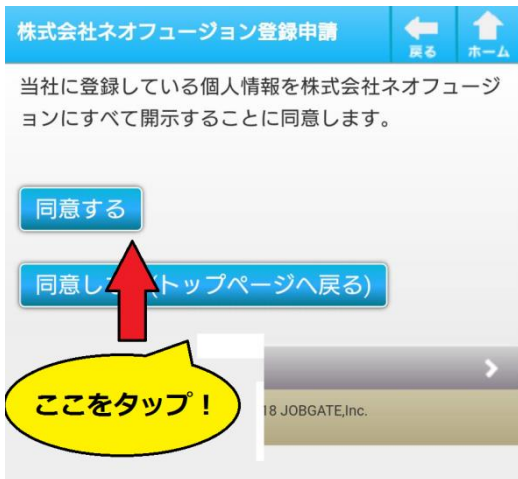 株式会社ネオフュージョン登録申請
戻る
ホーム
当社に登録している個人情報を株式会社ネオフュージ
ョンにすべて開示することに同意します。
同意する
同意し (トップページへ戻る)
ここをタップ！
18 JOBGATE,Inc.